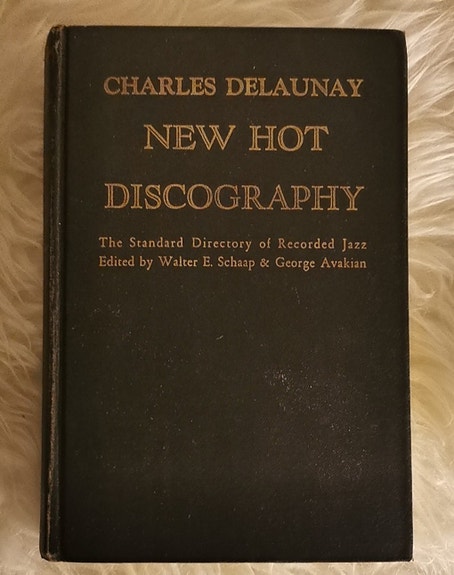 CHARLES DELAUNAY
NEW HOT
DISCOGRAPHY
The Standard Directory of Recorded Jazz
Edited by Walter E. Schaap & George Avakian